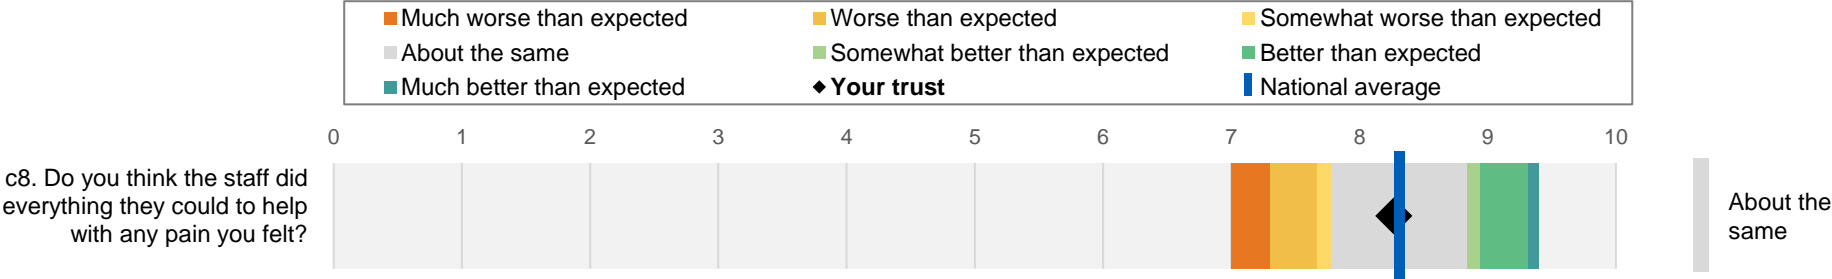 Much worse than expected Worse than expected Somewhat worse than expected
About the same Somewhat better than expected Better than expected
Much better than expected Your trust National average
0 1 2 3 4 5 6 7 8 9 10
c8. Do you think the staff did
everything they could to help
with any pain you felt?
About the
same